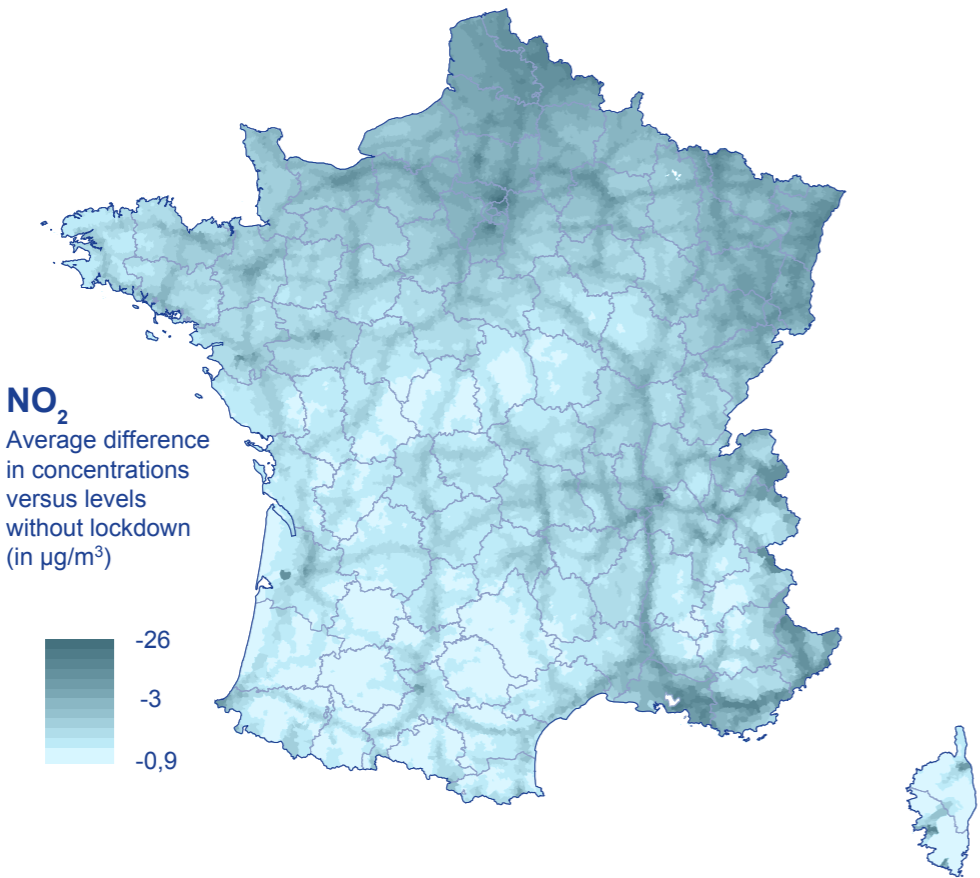 NO₂
Average difference
in concentrations
versus levels
without lockdown
(in µg/m³)
-26
-3
-0,9